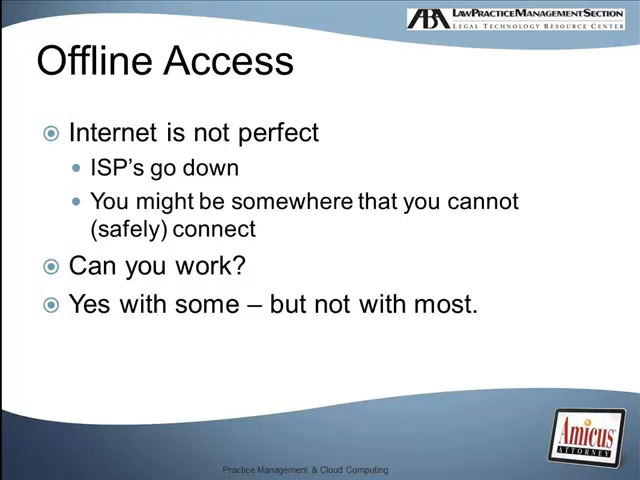 ABA LAWPRACTICEMANAGEMENTSECTION
LEGAL TECHNOLOGY RESOURCE CENTER
Offline Access
Internet is not perfect
ISP's go down
You might be somewhere that you cannot
(safely) connect
Can you work?
Yes with some – but not with most.
AMICUS
ATTORNEY
Practice Management & Cloud Computing